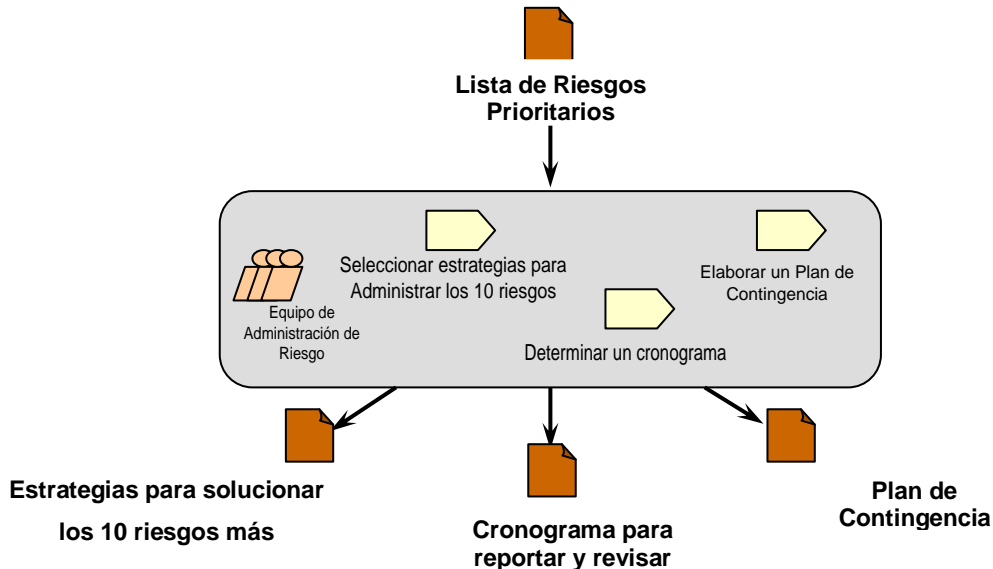 Lista de Riesgos
Prioritarios
Seleccionar estrategias para
Administrar los 10 riesgos
Elaborar un Plan de
Contingencia
Equipo de
Administración de
Riesgo
Determinar un cronograma
Estrategias para solucionar
los 10 riesgos más
Cronograma para
reportar y revisar
Plan de
Contingencia